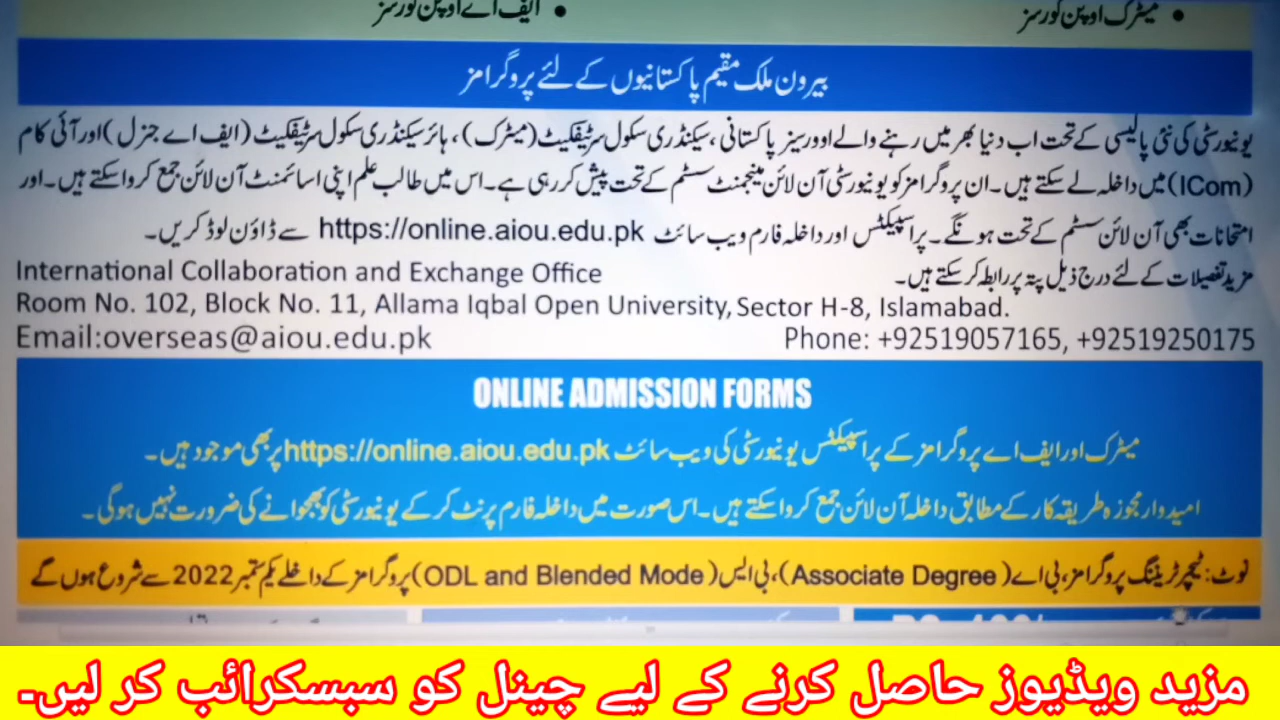 • میٹرک اوپن کورسز • ایف اے اوپن کورسز
بیرون ملک مقیم پاکستانیوں کے لئے پروگرامز
یونیورسٹی کی نئی پالیسی کے تحت اب دنیا بھر میں رہنے والے اوورسیز پاکستانی، سیکنڈری سکول سرٹیفکیٹ (میٹرک)، ہائر سیکنڈری سکول سرٹیفکیٹ (ایف اے جنرل) اور آئی کام
(ICom) میں داخلہ لے سکتے ہیں۔ ان پروگرامز کو یونیورسٹی آن لائن مینجمنٹ سسٹم کے تحت پیش کر رہی ہے۔ اس میں طالب علم اپنی اسائنمنٹ آن لائن جمع کروا سکتے ہیں۔ اور
امتحانات بھی آن لائن سسٹم کے تحت ہونگے۔ پراسپیکٹس اور داخلہ فارم ویب سائٹ https://online.aiou.edu.pk سے ڈاؤن لوڈ کریں۔
مزید تفصیلات کے لئے درج ذیل پتہ پر رابطہ کر سکتے ہیں۔
International Collaboration and Exchange Office
Room No. 102, Block No. 11, Allama Iqbal Open University, Sector H-8, Islamabad.
Email:overseas@aiou.edu.pk Phone: +92519057165, +92519250175
ONLINE ADMISSION FORMS
میٹرک اور ایف اے پروگرامز کے پراسپیکٹس یونیورسٹی کی ویب سائٹ https://online.aiou.edu.pk پر بھی موجود ہیں۔
امیدوار مجوزہ طریقہ کار کے مطابق داخلہ آن لائن جمع کروا سکتے ہیں۔ اس صورت میں داخلہ فارم پرنٹ کر کے یونیورسٹی کو بھجوانے کی ضرورت نہیں ہوگی۔
نوٹ: ٹیچر ٹریننگ پروگرامز، بی اے (Associate Degree)، بی ایس (ODL and Blended Mode) پروگرامز کے داخلے یکم ستمبر 2022 سے شروع ہوں گے
مزید ویڈیوز حاصل کرنے کے لیے چینل کو سبسکرائب کر لیں۔